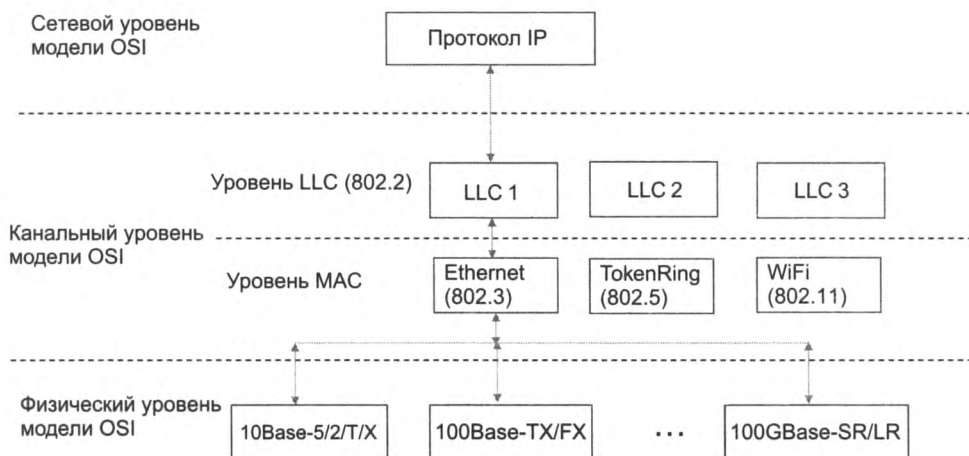 Сетевой уровень
модели OSI
Протокол IP
Уровень LLC (802.2)
LLC 1
LLC 2
LLC 3
Канальный уровень
модели OSI
Уровень MAC
Ethernet
(802.3)
TokenRing
(802.5)
WiFi
(802.11)
Физический уровень
модели OSI
10Base-5/2/T/X
100Base-TX/FX
...
100GBase-SR/LR